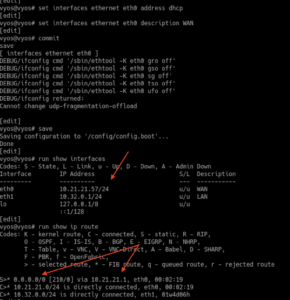 [edit]
vyos@vyos# set interfaces ethernet eth0 address dhcp
[edit]
vyos@vyos# set interfaces ethernet eth0 description WAN
[edit]
vyos@vyos# commit
save
[ interfaces ethernet eth0 ]
DEBUG/ifconfig cmd '/sbin/ethtool -K eth0 gro off'
DEBUG/ifconfig cmd '/sbin/ethtool -K eth0 gso off'
DEBUG/ifconfig cmd '/sbin/ethtool -K eth0 sg off'
DEBUG/ifconfig cmd '/sbin/ethtool -K eth0 tso off'
DEBUG/ifconfig cmd '/sbin/ethtool -K eth0 ufo off'
DEBUG/ifconfig returned:
Cannot change udp-fragmentation-offload
[edit]
vyos@vyos# save
Saving configuration to '/config/config.boot'...
Done
[edit]
vyos@vyos# run show interfaces
Codes: S - State, L - Link, u - Up, D - Down, A - Admin Down
Interface IP Address S/L Description
--------- ---------- --- -----------
eth0 10.21.21.57/24 u/u WAN
eth1 10.32.0.1/24 u/u LAN
lo 127.0.0.1/8 u/u
::1/128
[edit]
vyos@vyos# run show ip route
Codes: K - kernel route, C - connected, S - static, R - RIP,
O - OSPF, I - IS-IS, B - BGP, E - EIGRP, N - NHRP,
T - Table, v - VNC, V - VNC-Direct, A - Babel, D - SHARP,
F - PBR, f - OpenFabric,
> - selected route, * - FIB route, q - queued route, r - rejected route
S>* 0.0.0.0/0 [210/0] via 10.21.21.1, eth0, 00:02:19
C>* 10.21.21.0/24 is directly connected, eth0, 00:02:19
C>* 10.32.0.0/24 is directly connected, eth1, 01w4d06h